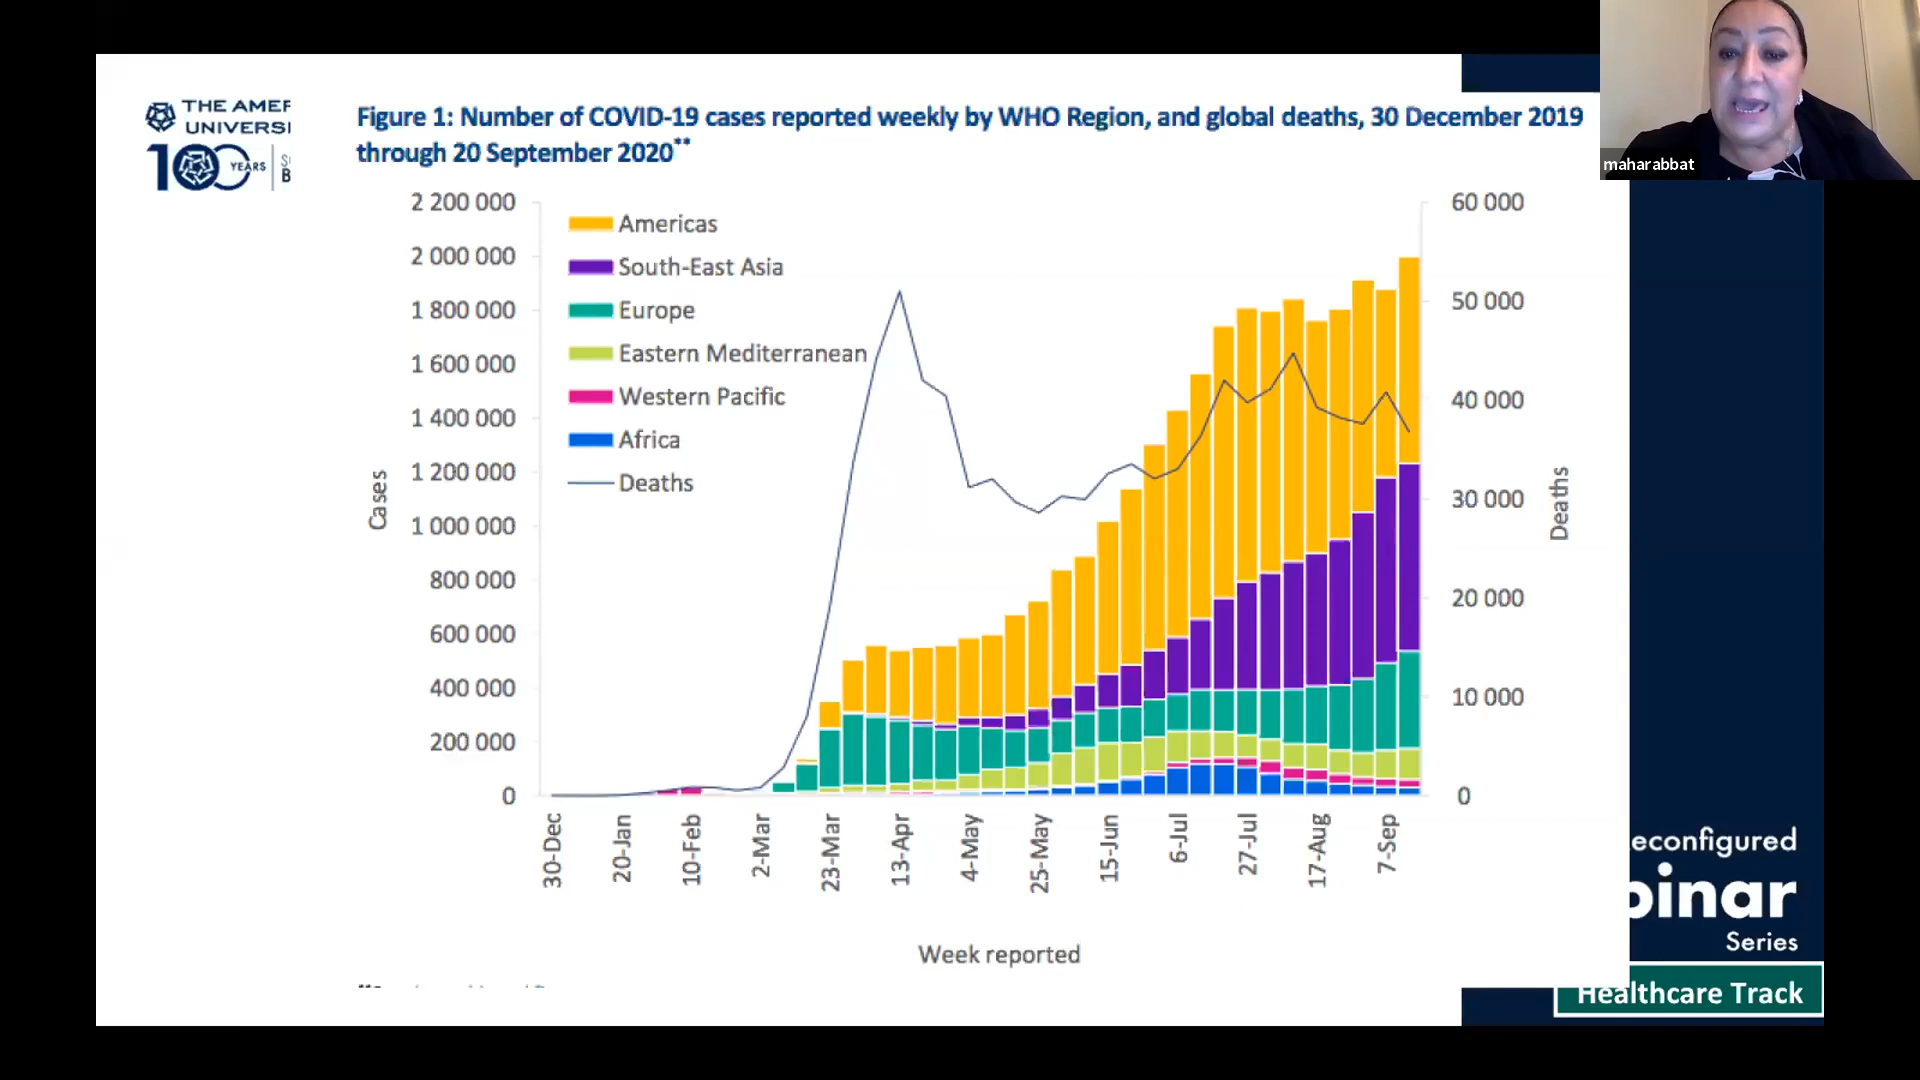 THE AMER
UNIVERSI
100 YEARS
Figure 1: Number of COVID-19 cases reported weekly by WHO Region, and global deaths, 30 December 2019
through 20 September 2020**
maharabbat
2 200 000
2 000 000
1 800 000
1 600 000
1 400 000
1 200 000
1 000 000
800 000
600 000
400 000
200 000
0
Cases
Americas
South-East Asia
Europe
Eastern Mediterranean
Western Pacific
Africa
Deaths
60 000
50 000
40 000
30 000
20 000
10 000
0
Deaths
30-Dec
20-Jan
10-Feb
2-Mar
23-Mar
13-Apr
4-May
25-May
15-Jun
6-Jul
27-Jul
17-Aug
7-Sep
Week reported
econfigured
binar
Series
Healthcare Track